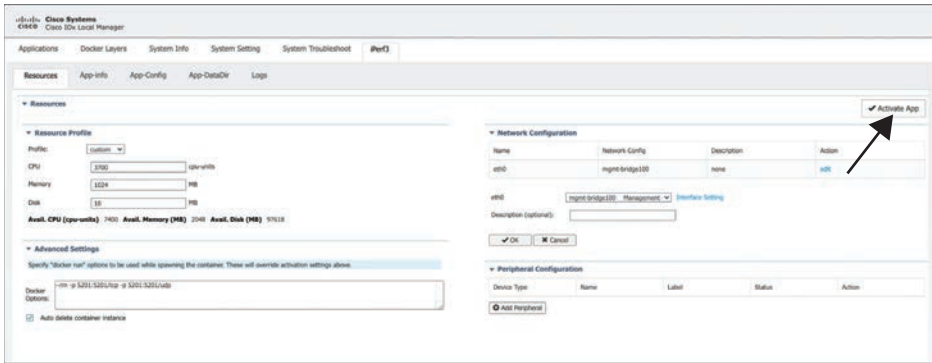 cisco Cisco Systems
Cisco IOx Local Manager
Applications Docker Layers System Info System Setting System Troubleshoot iPerf3
Resources App-info App-Config App-DataDir Logs
Resources
✔ Activate App
Resource Profile
Profile: custom
CPU 3700 cpu-units
Memory 1024 MB
Disk 10 MB
Avail. CPU (cpu-units) 7400 Avail. Memory (MB) 2048 Avail. Disk (MB) 97618
Advanced Settings
Specify "docker run" options to be used while spawning the container. These will override activation settings above.
Docker Options: --rm -p 5201:5201/tcp -p 5201:5201/udp
Auto delete container instance
Network Configuration
Name Network Config Description Action
eth0 mgmt-bridge100 none edit
eth0 mgmt-bridge100 Management Interface Setting
Description (optional):
✔ OK ✖ Cancel
Peripheral Configuration
Device Type Name Label Status Action
Add Peripheral